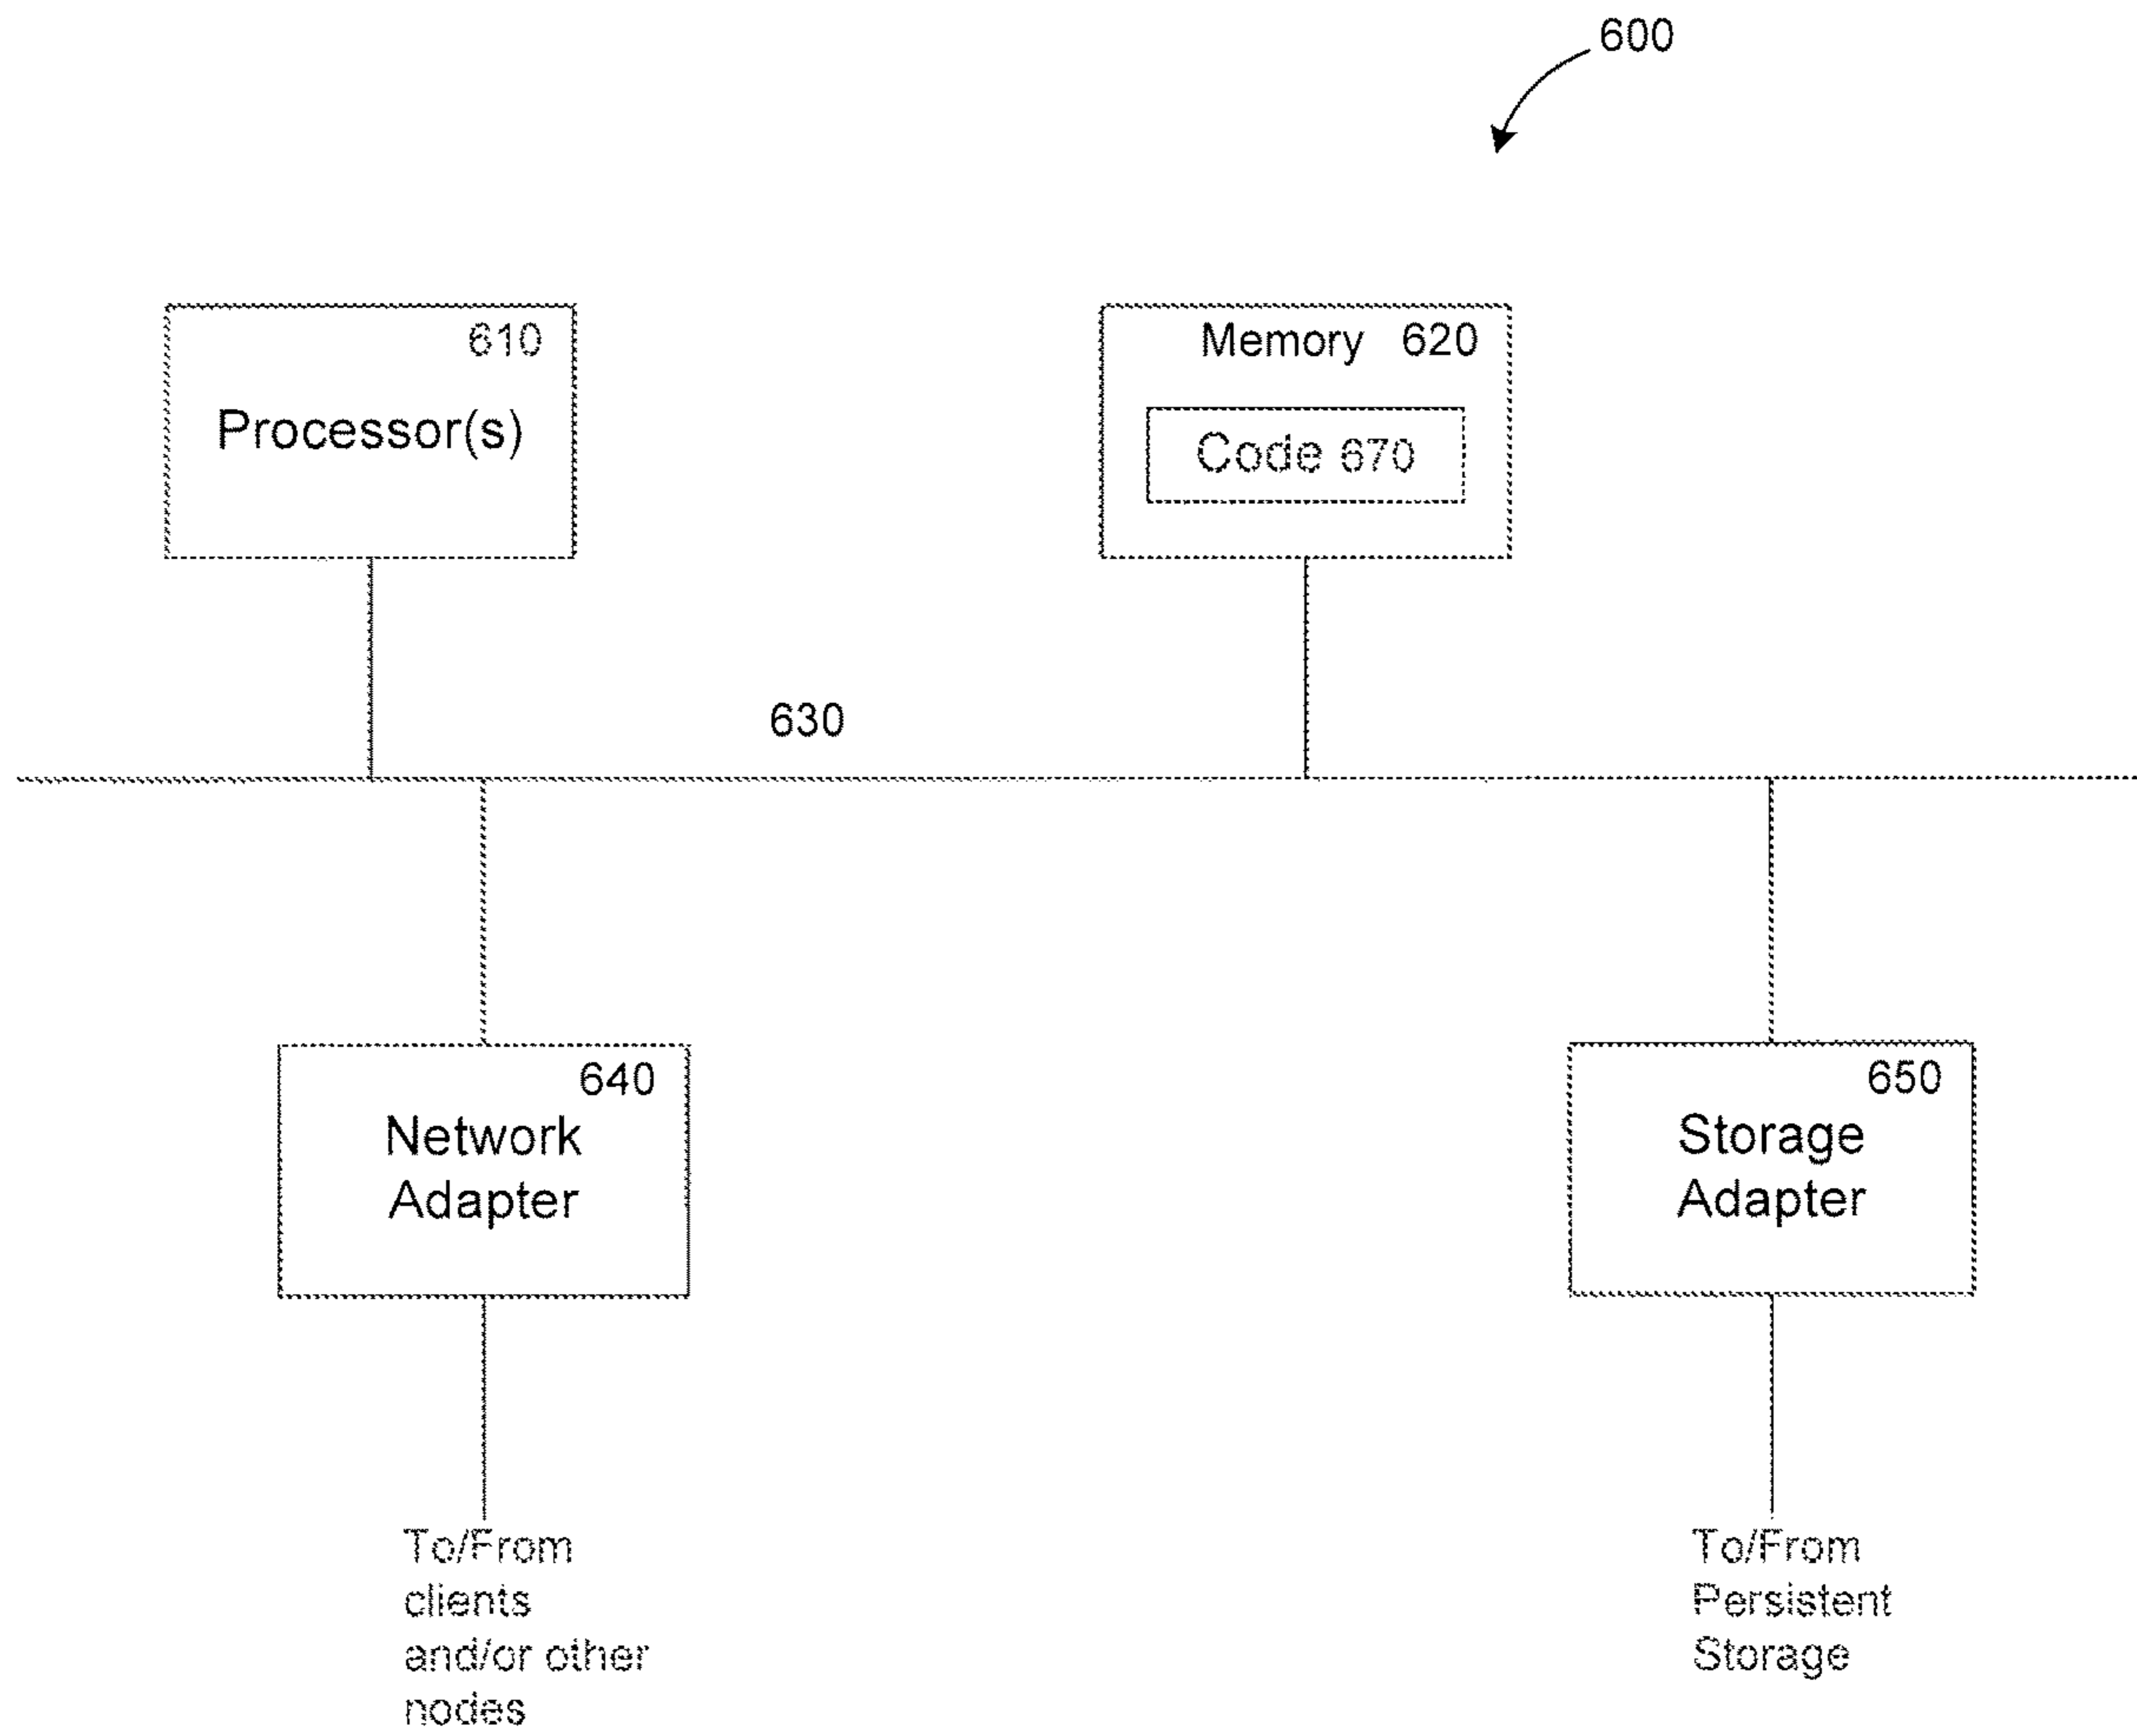 600
610
Processor(s)
Memory 620
Code 670
630
640
Network
Adapter
650
Storage
Adapter
To/From
clients
and/or other
nodes
To/From
Persistent
Storage